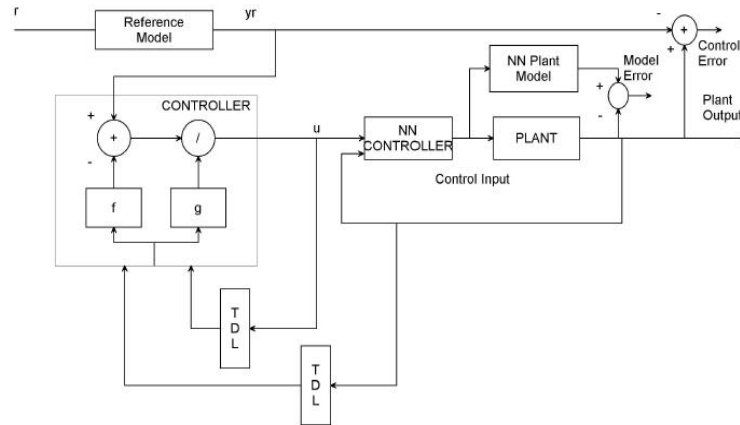 r
yr
Reference
Model
-
+
+
Control
Error
NN Plant
Model
Model
Error
+
-
Plant
Output
CONTROLLER
+
+
-
/
u
NN
CONTROLLER
PLANT
Control Input
f
g
T
D
L
T
D
L